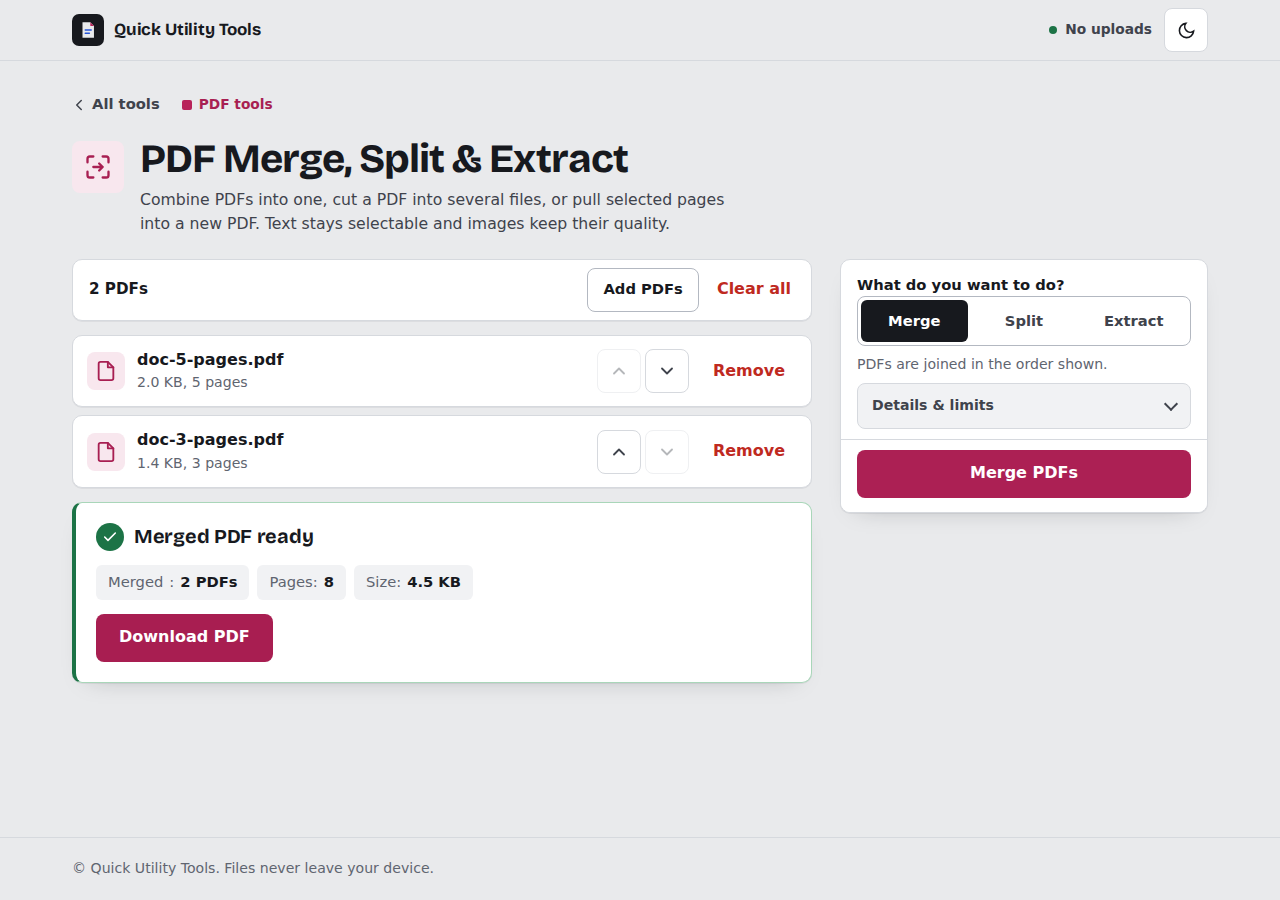 Quick Utility Tools
No uploads
All tools
PDF tools
PDF Merge, Split & Extract
Combine PDFs into one, cut a PDF into several files, or pull selected pages
into a new PDF. Text stays selectable and images keep their quality.
2 PDFs
Add PDFs
Clear all
doc-5-pages.pdf
2.0 KB, 5 pages
Remove
doc-3-pages.pdf
1.4 KB, 3 pages
Remove
Merged PDF ready
Merged : 2 PDFs
Pages: 8
Size: 4.5 KB
Download PDF
What do you want to do?
Merge
Split
Extract
PDFs are joined in the order shown.
Details & limits
Merge PDFs
© Quick Utility Tools. Files never leave your device.